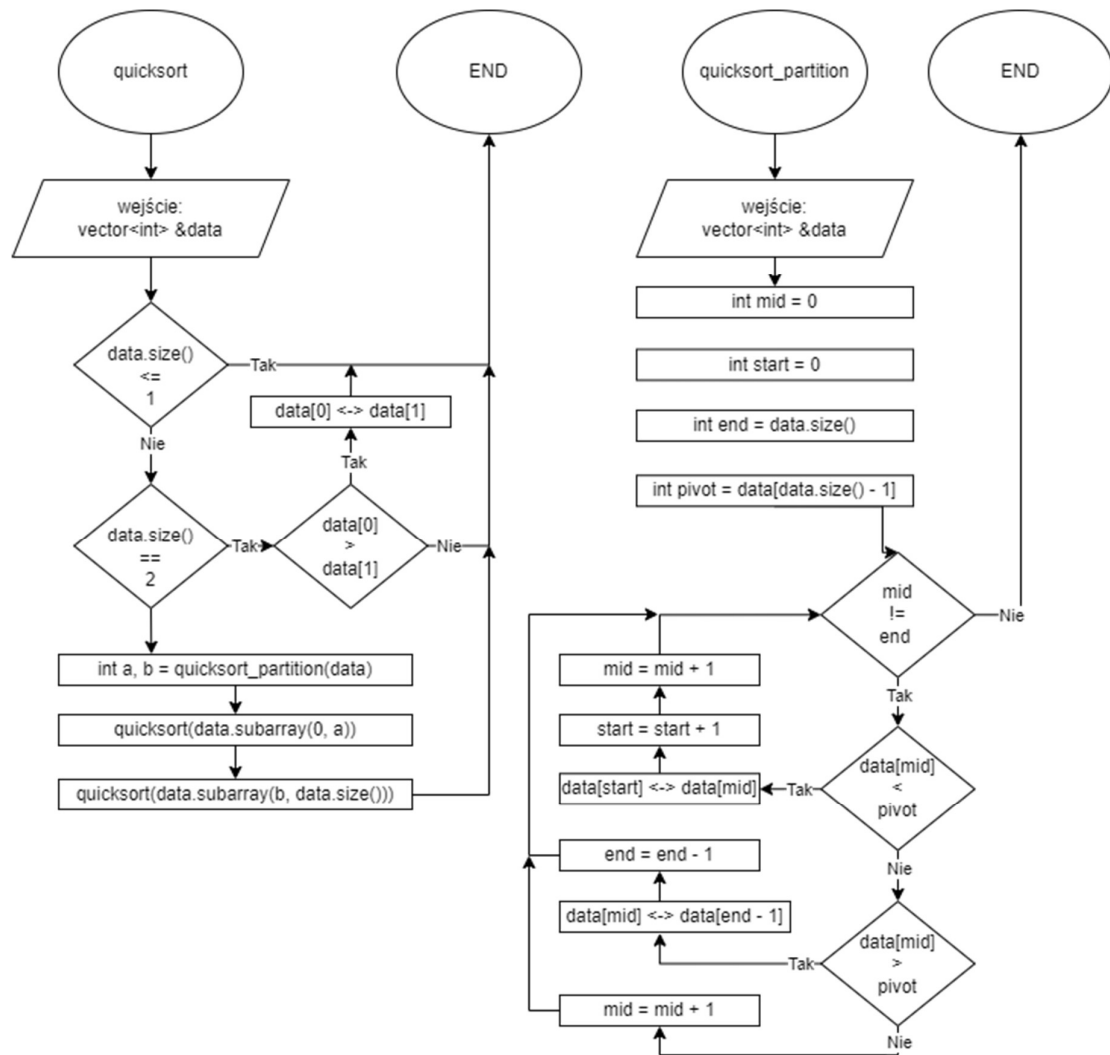 quicksort
END
wejście:
vector<int> &data
data.size()
<=
1
Tak
Nie
data[0] <-> data[1]
Tak
data.size()
==
2
Tak
data[0]
>
data[1]
Nie
int a, b = quicksort_partition(data)
quicksort(data.subarray(0, a))
quicksort(data.subarray(b, data.size()))
quicksort_partition
END
wejście:
vector<int> &data
int mid = 0
int start = 0
int end = data.size()
int pivot = data[data.size() - 1]
mid
!=
end
Nie
Tak
mid = mid + 1
start = start + 1
data[start] <-> data[mid]
Tak
data[mid]
<
pivot
Nie
end = end - 1
data[mid] <-> data[end - 1]
Tak
data[mid]
>
pivot
mid = mid + 1
Nie